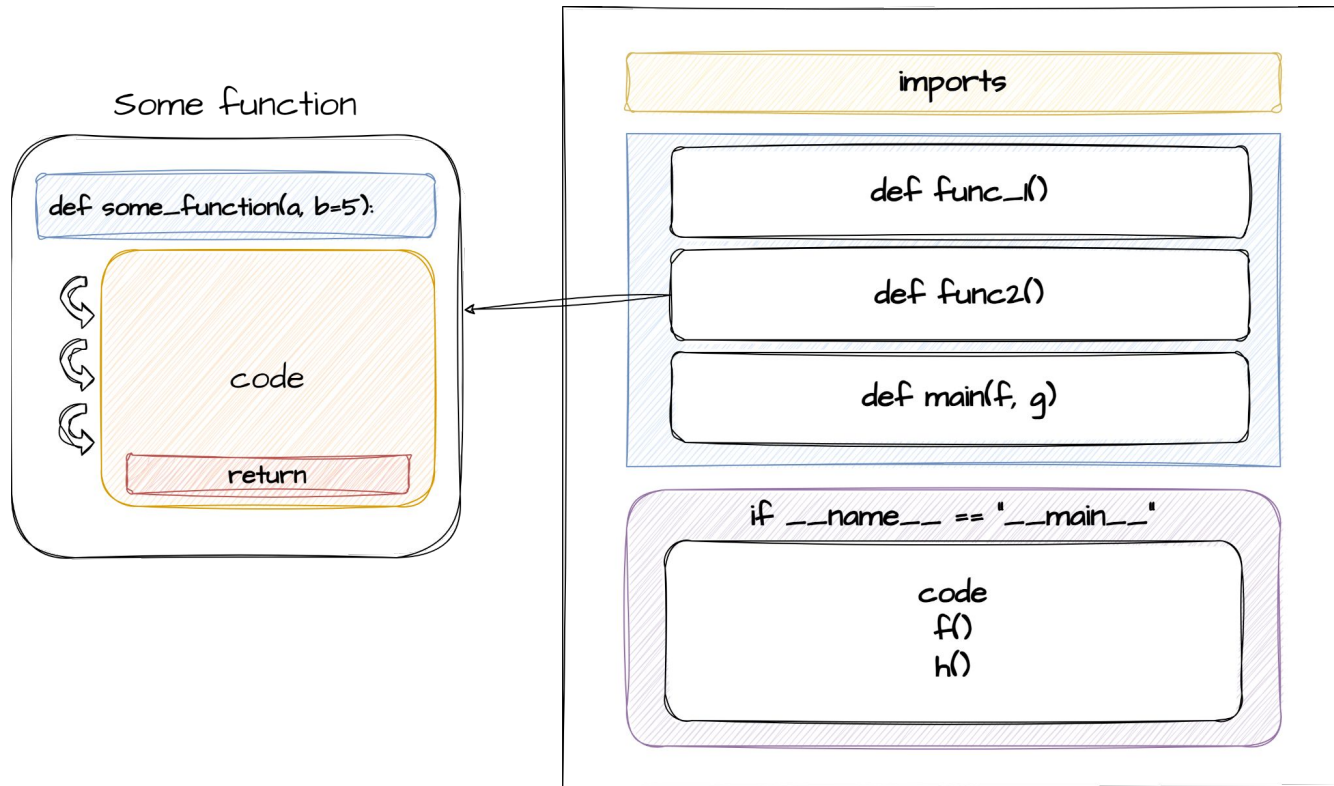 Some function
def some_function(a, b=5):
code
return
imports
def func_1()
def func2()
def main(f, g)
if __name__ == "__main__"
code
f()
h()